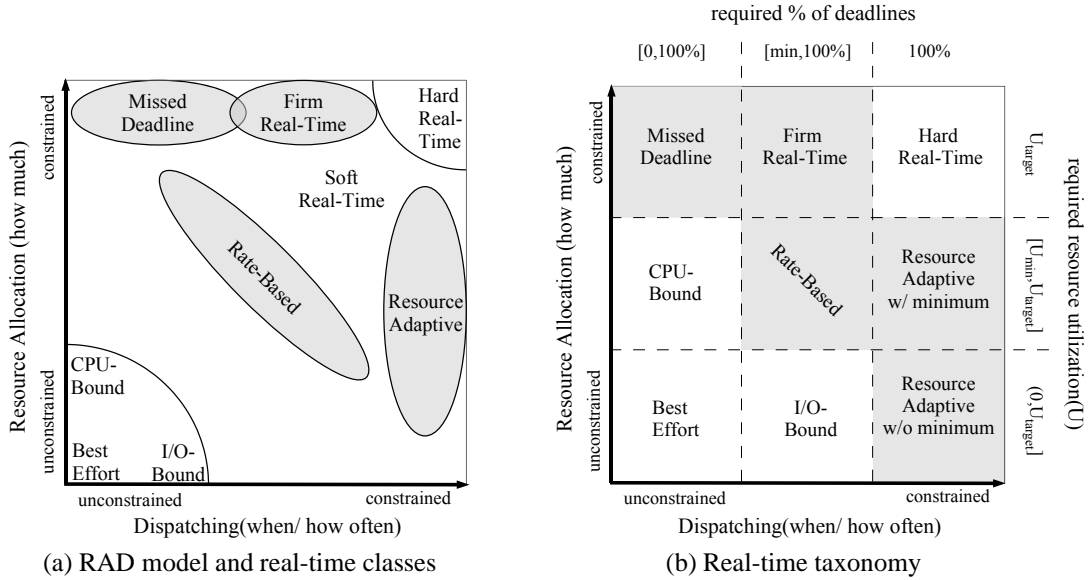 Resource Allocation (how much)
constrained
unconstrained
Missed
Deadline
Firm
Real-Time
Hard
Real-
Time
Soft
Real-Time
Rate-Based
Resource
Adaptive
CPU-
Bound
Best
Effort
I/O-
Bound
unconstrained
constrained
Dispatching(when/ how often)
(a) RAD model and real-time classes
required % of deadlines
[0,100%]
[min,100%]
100%
Resource Allocation (how much)
constrained
unconstrained
Missed
Deadline
Firm
Real-Time
Hard
Real-Time
CPU-
Bound
Rate-Based
Resource
Adaptive
w/ minimum
Best
Effort
I/O-
Bound
Resource
Adaptive
w/o minimum
Utarget
[Umin,Utarget]
(0,Utarget]
required resource utilization(U)
unconstrained
constrained
Dispatching(when/ how often)
(b) Real-time taxonomy